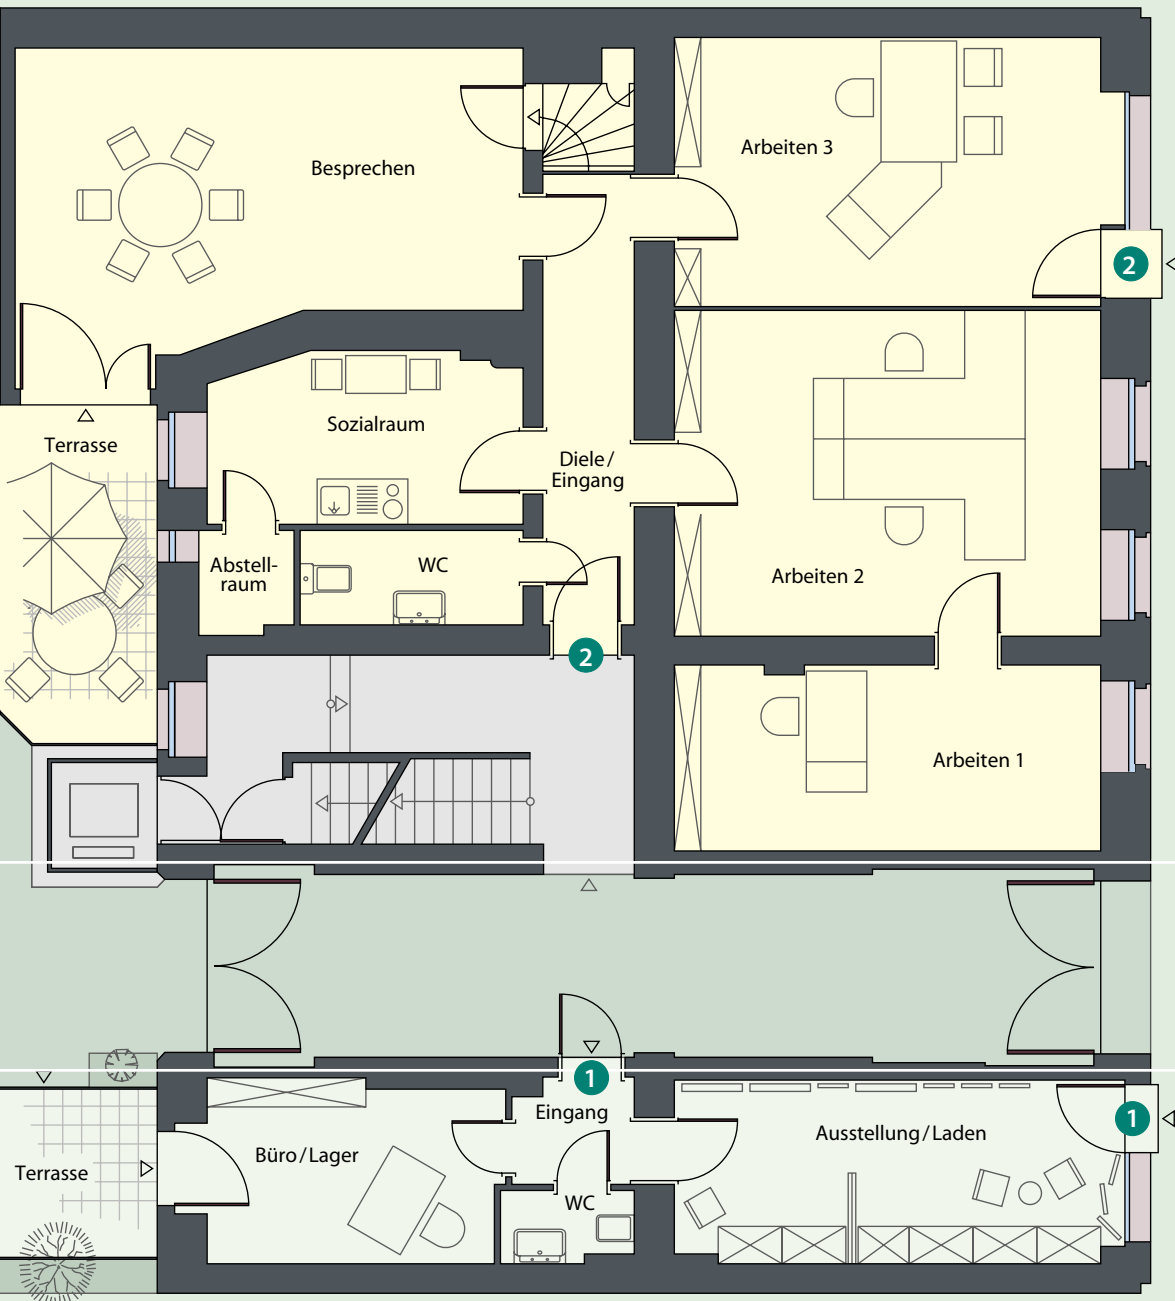 Arbeiten 3
Besprechen
2
Sozialraum
Terrasse
Diele/
Eingang
Abstell-
raum
WC
Arbeiten 2
2
Arbeiten 1
1
Eingang
1
Ausstellung/Laden
Büro/Lager
Terrasse
WC